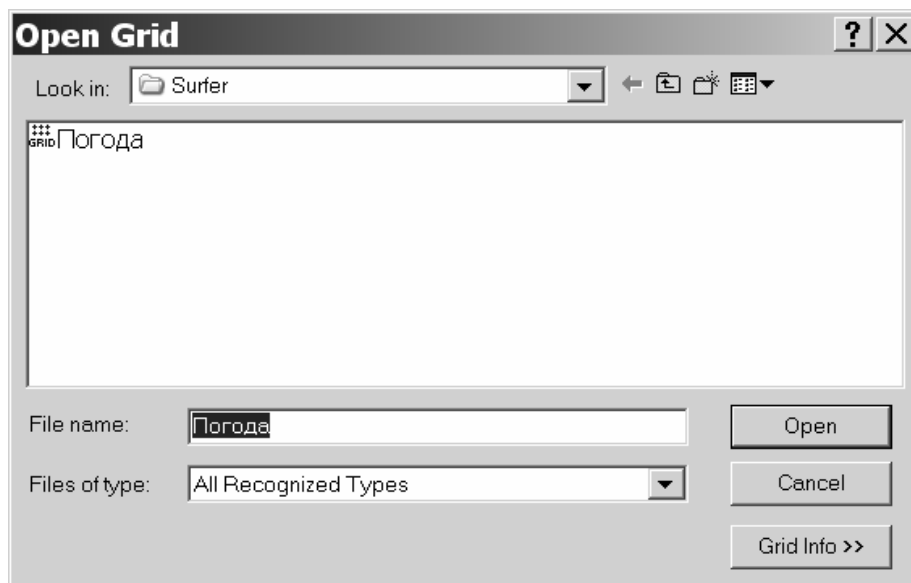 Open Grid
Look in: Surfer
GRID Погода
File name: Погода Open
Files of type: All Recognized Types Cancel
Grid Info >>